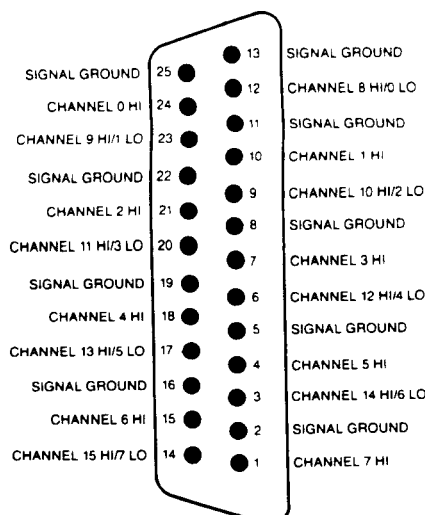 13 SIGNAL GROUND
SIGNAL GROUND 25
12 CHANNEL 8 HI/0 LO
CHANNEL 0 HI 24
11 SIGNAL GROUND
CHANNEL 9 HI/1 LO 23
10 CHANNEL 1 HI
SIGNAL GROUND 22
9 CHANNEL 10 HI/2 LO
CHANNEL 2 HI 21
8 SIGNAL GROUND
CHANNEL 11 HI/3 LO 20
7 CHANNEL 3 HI
SIGNAL GROUND 19
6 CHANNEL 12 HI/4 LO
CHANNEL 4 HI 18
5 SIGNAL GROUND
CHANNEL 13 HI/5 LO 17
4 CHANNEL 5 HI
SIGNAL GROUND 16
3 CHANNEL 14 HI/6 LO
CHANNEL 6 HI 15
2 SIGNAL GROUND
CHANNEL 15 HI/7 LO 14
1 CHANNEL 7 HI